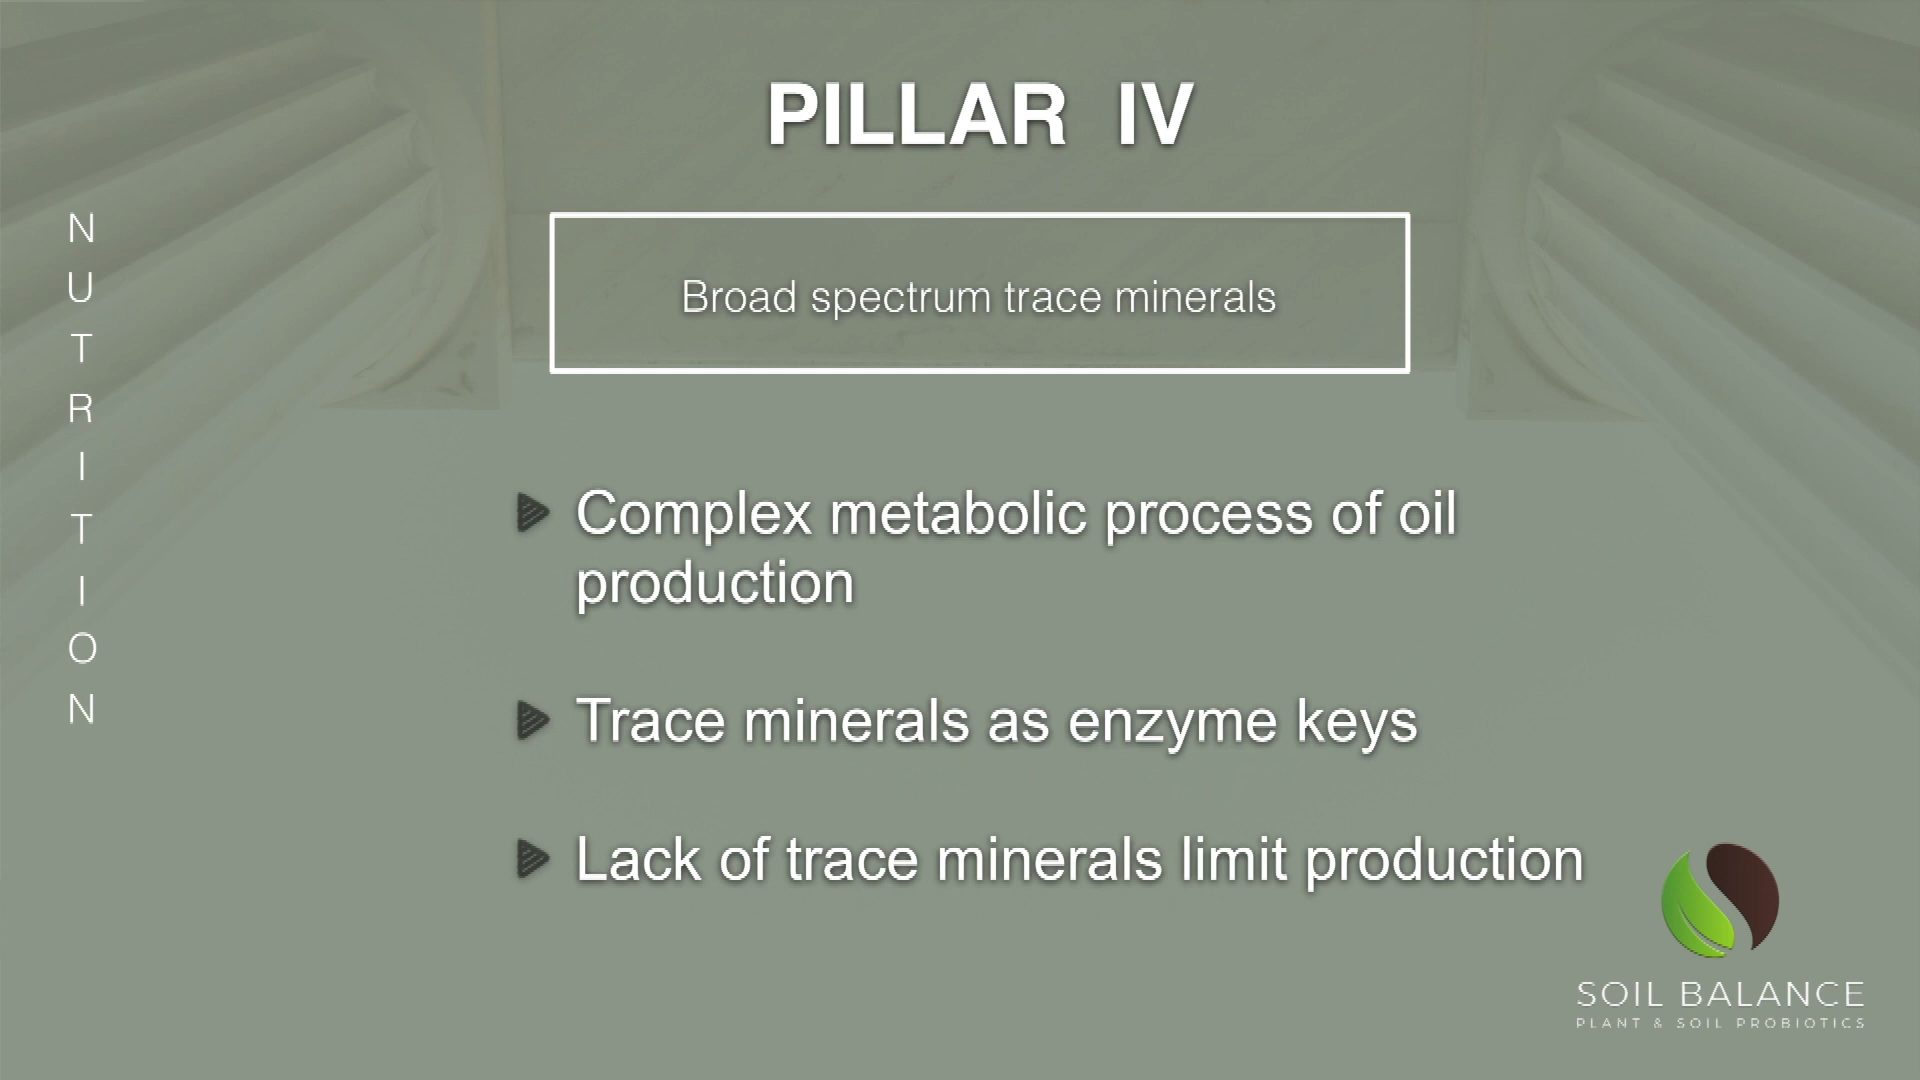 PILLAR IV
NUTRITION
Broad spectrum trace minerals
Complex metabolic process of oil
production
Trace minerals as enzyme keys
Lack of trace minerals limit production
SOIL BALANCE
PLANT & SOIL PROBIOTICS